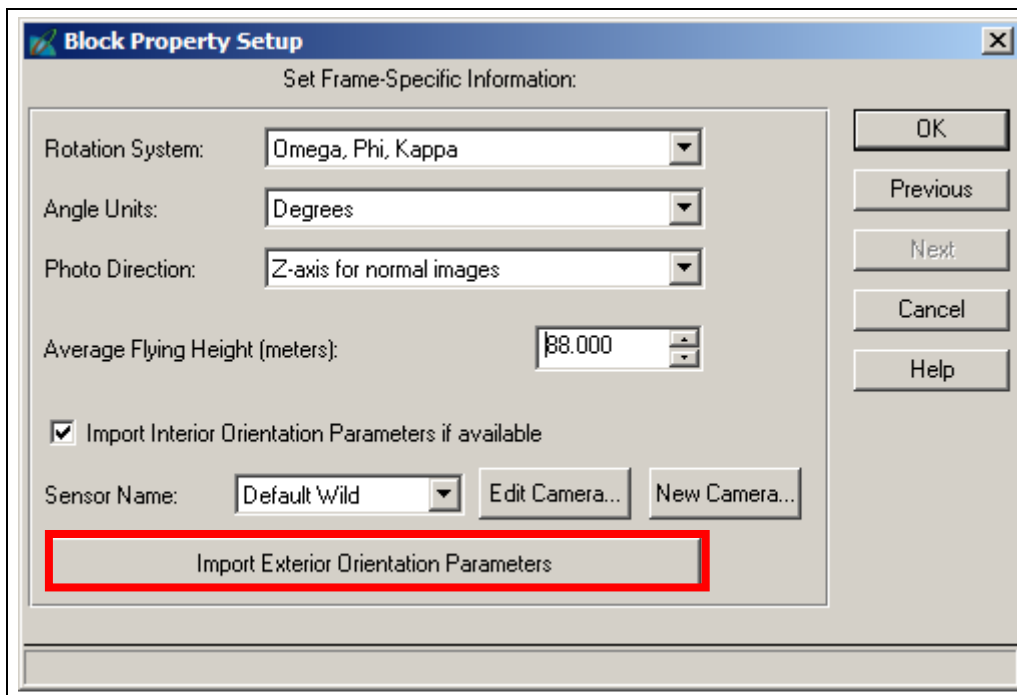 Block Property Setup
Set Frame-Specific Information:
Rotation System: Omega, Phi, Kappa
Angle Units: Degrees
Photo Direction: Z-axis for normal images
Average Flying Height (meters): 88.000
Import Interior Orientation Parameters if available
Sensor Name: Default Wild Edit Camera... New Camera...
Import Exterior Orientation Parameters
OK
Previous
Next
Cancel
Help